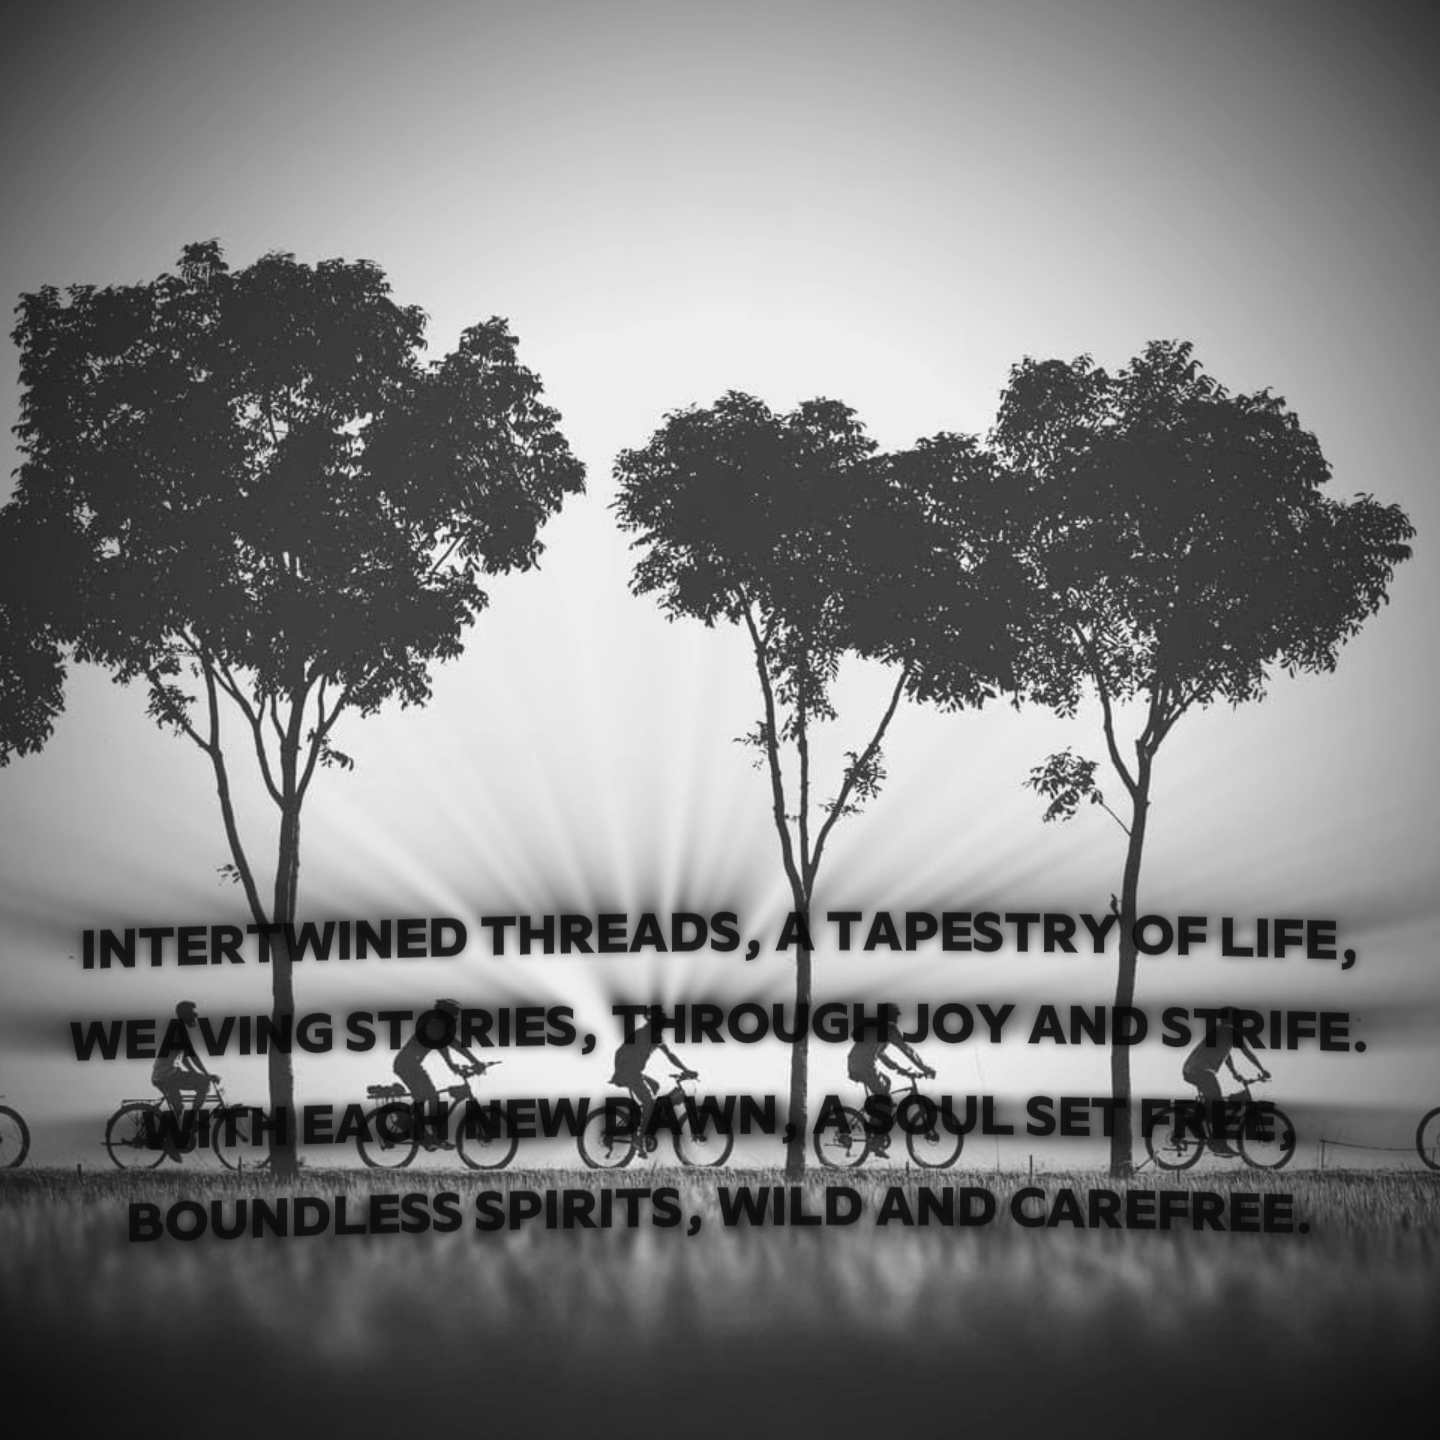 INTERTWINED THREADS, A TAPESTRY OF LIFE,
WEAVING STORIES, THROUGH JOY AND STRIFE.
WITH EACH NEW DAWN, A SOUL SET FREE,
BOUNDLESS SPIRITS, WILD AND CAREFREE.